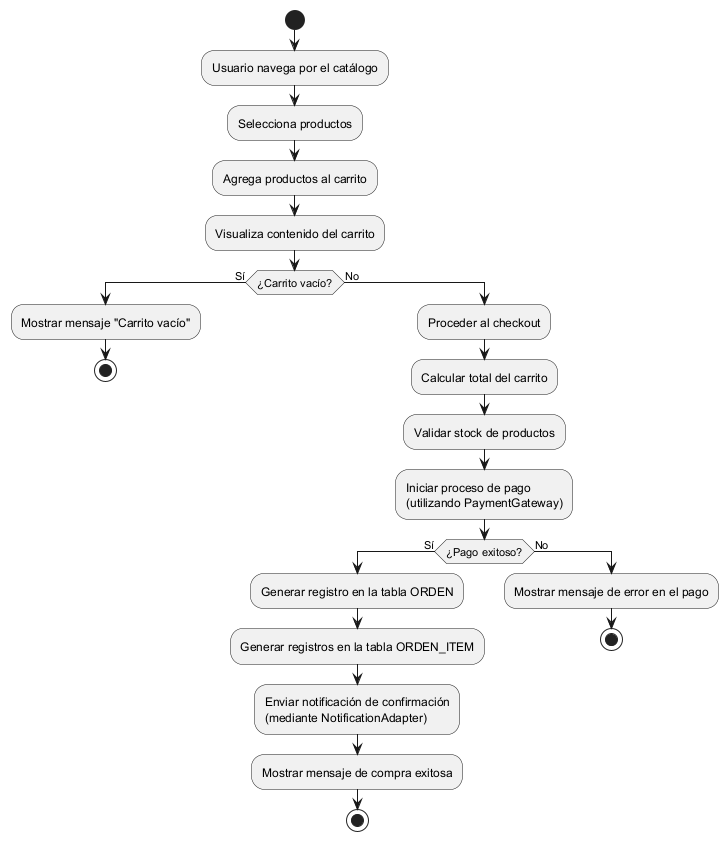 Usuario navega por el catálogo
Selecciona productos
Agrega productos al carrito
Visualiza contenido del carrito
Sí
¿Carrito vacío?
No
Mostrar mensaje "Carrito vacío"
Proceder al checkout
Calcular total del carrito
Validar stock de productos
Iniciar proceso de pago
(utilizando PaymentGateway)
Sí
¿Pago exitoso?
No
Generar registro en la tabla ORDEN
Mostrar mensaje de error en el pago
Generar registros en la tabla ORDEN_ITEM
Enviar notificación de confirmación
(mediante NotificationAdapter)
Mostrar mensaje de compra exitosa